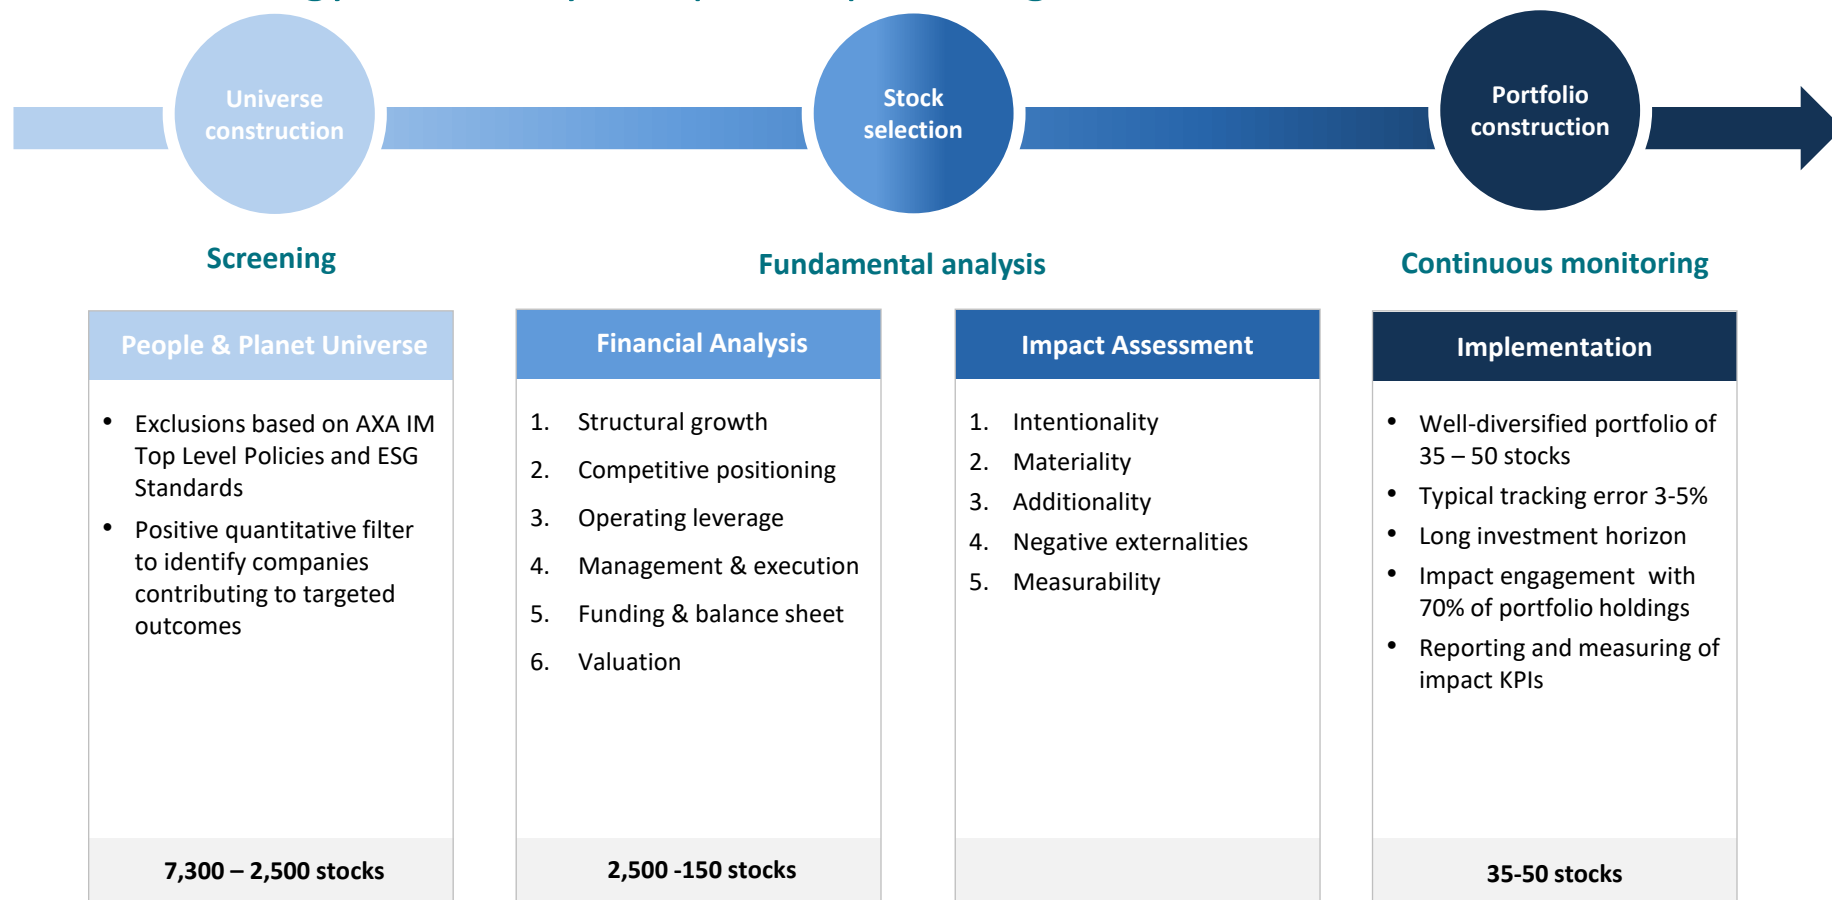 Universe
construction
Stock
selection
Portfolio
construction
Screening
Fundamental analysis
Continuous monitoring
People & Planet Universe
• Exclusions based on AXA IM
Top Level Policies and ESG
Standards
• Positive quantitative filter
to identify companies
contributing to targeted
outcomes
7,300 – 2,500 stocks
Financial Analysis
1. Structural growth
2. Competitive positioning
3. Operating leverage
4. Management & execution
5. Funding & balance sheet
6. Valuation
2,500 -150 stocks
Impact Assessment
1. Intentionality
2. Materiality
3. Additionality
4. Negative externalities
5. Measurability
Implementation
• Well-diversified portfolio of
35 – 50 stocks
• Typical tracking error 3-5%
• Long investment horizon
• Impact engagement  with
70% of portfolio holdings
• Reporting and measuring of
impact KPIs
35-50 stocks